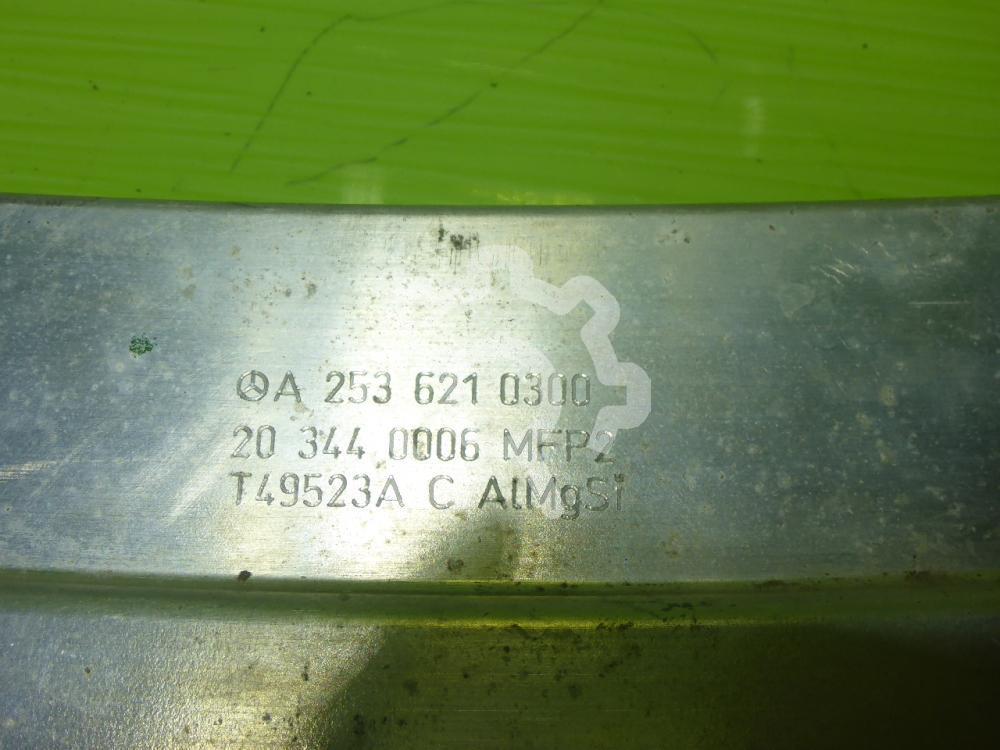 A 253 621 0300
20 344 0006 MFP2
T49523A C AlMgSi